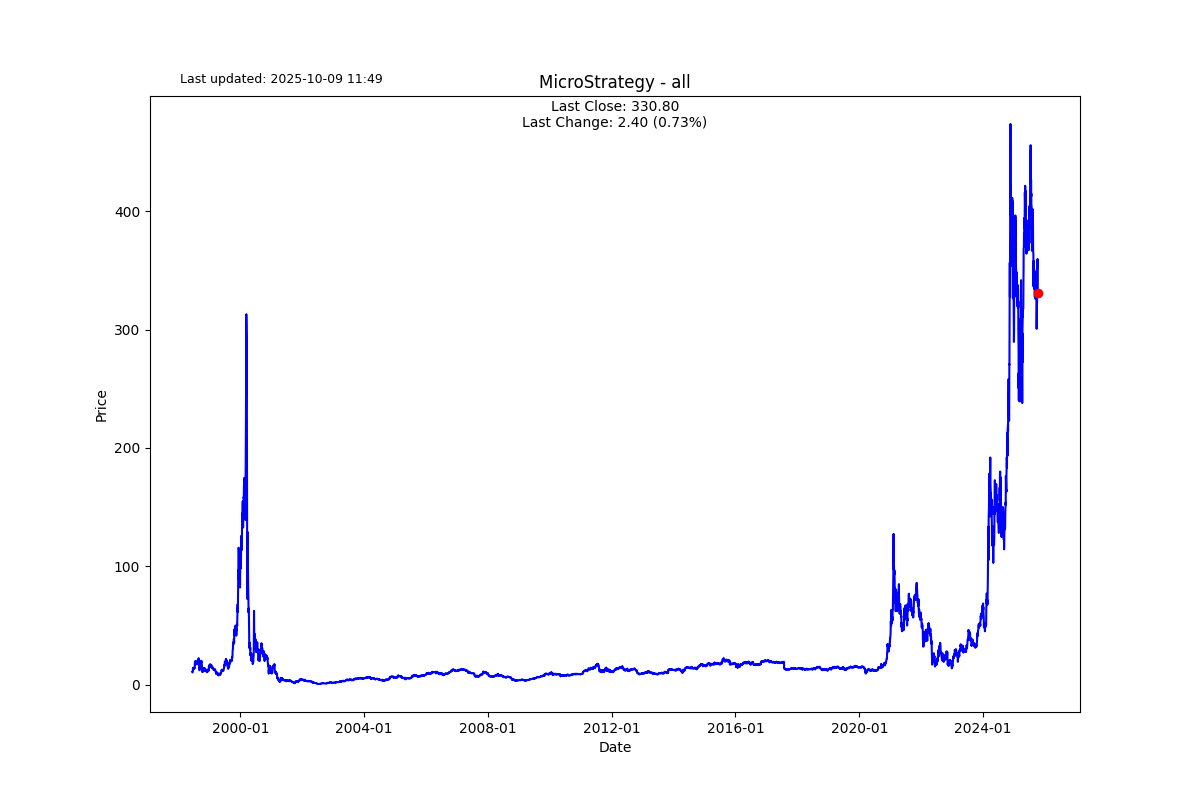 Last updated: 2025-10-09 11:49
MicroStrategy - all
Last Close: 330.80
Last Change: 2.40 (0.73%)
400
300
200
100
0
Price
2000-01 2004-01 2008-01 2012-01 2016-01 2020-01 2024-01
Date